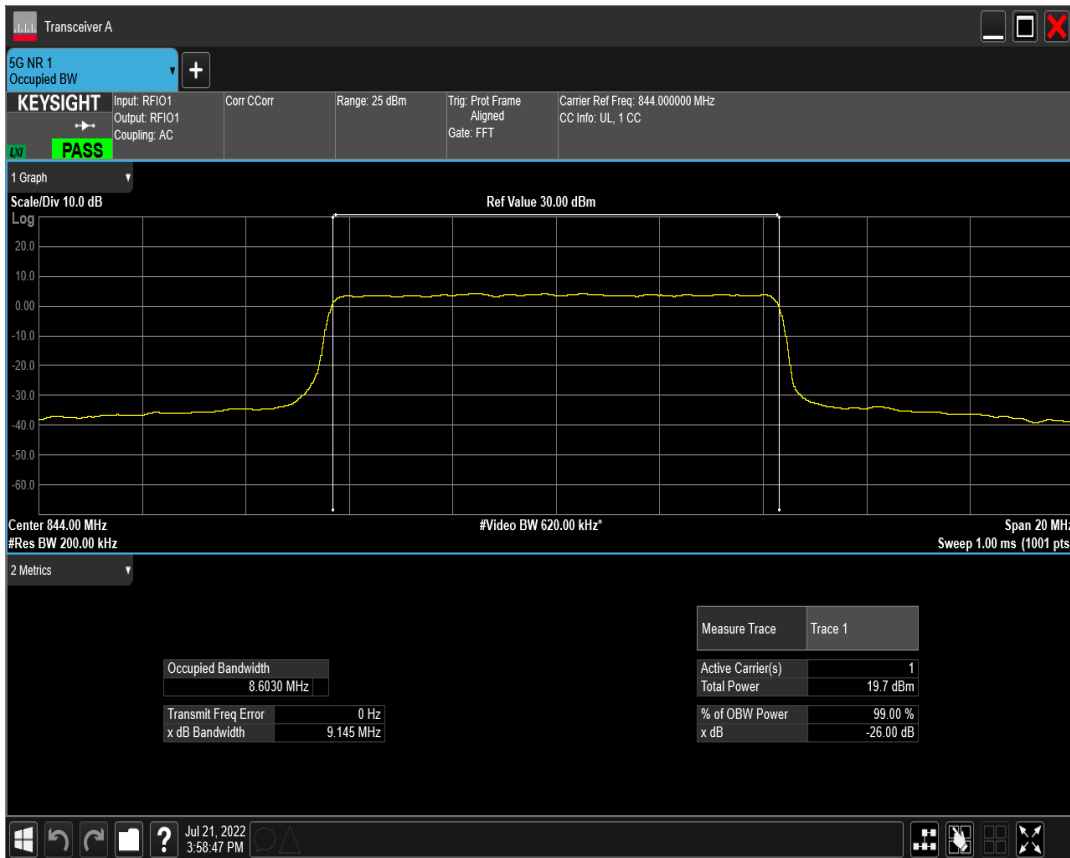 Transceiver A
5G NR 1
Occupied BW
KEYSIGHT
LXI
PASS
Input: RFIO1
Output: RFIO1
Coupling: AC
Corr CCorr
Range: 25 dBm
Trig: Prot Frame
Aligned
Gate: FFT
Carrier Ref Freq: 844.000000 MHz
CC Info: UL, 1 CC
1 Graph
Scale/Div 10.0 dB
Ref Value 30.00 dBm
Log
20.0
10.0
0.00
-10.0
-20.0
-30.0
-40.0
-50.0
-60.0
Center 844.00 MHz
#Video BW 620.00 kHz*
Span 20 MHz
#Res BW 200.00 kHz
Sweep 1.00 ms (1001 pts
2 Metrics
Measure Trace Trace 1
Occupied Bandwidth
8.6030 MHz
Active Carrier(s) 1
Total Power 19.7 dBm
Transmit Freq Error 0 Hz
x dB Bandwidth 9.145 MHz
% of OBW Power 99.00 %
x dB -26.00 dB
?
Jul 21, 2022
3:58:47 PM